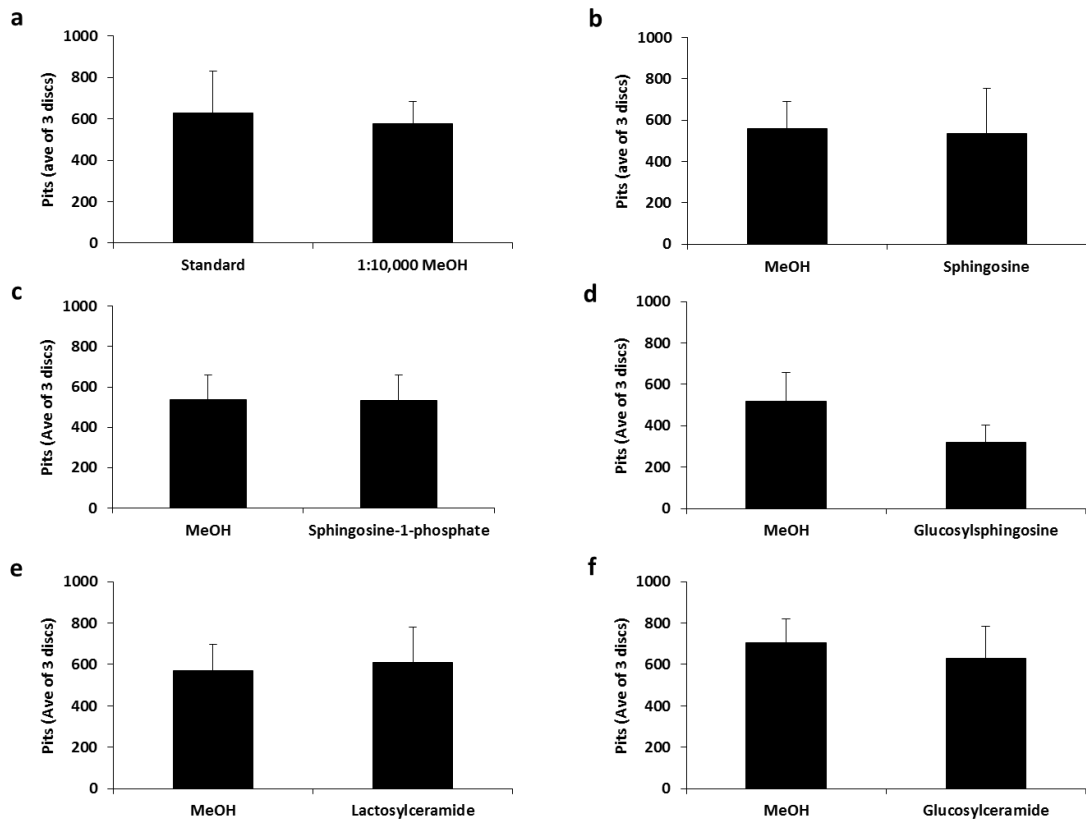 a
Pits (ave of 3 discs)
1000
800
600
400
200
0
Standard 1:10,000 MeOH
b
Pits (ave of 3 discs)
1000
800
600
400
200
0
MeOH Sphingosine
c
Pits (Ave of 3 discs)
1000
800
600
400
200
0
MeOH Sphingosine-1-phosphate
d
Pits (Ave of 3 discs)
1000
800
600
400
200
0
MeOH Glucosylsphingosine
e
Pits (Ave of 3 discs)
1000
800
600
400
200
0
MeOH Lactosylceramide
f
Pits (Ave of 3 discs)
1000
800
600
400
200
0
MeOH Glucosylceramide